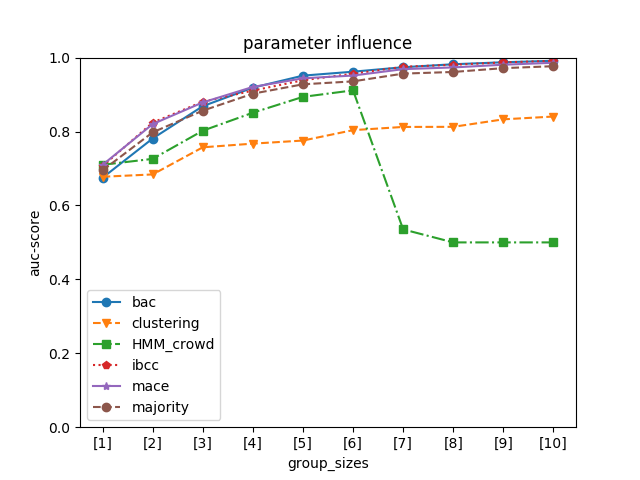 parameter influence
auc-score
1.0
0.8
0.6
0.4
0.2
0.0
bac
clustering
HMM_crowd
ibcc
mace
majority
[1] [2] [3] [4] [5] [6] [7] [8] [9] [10]
group_sizes